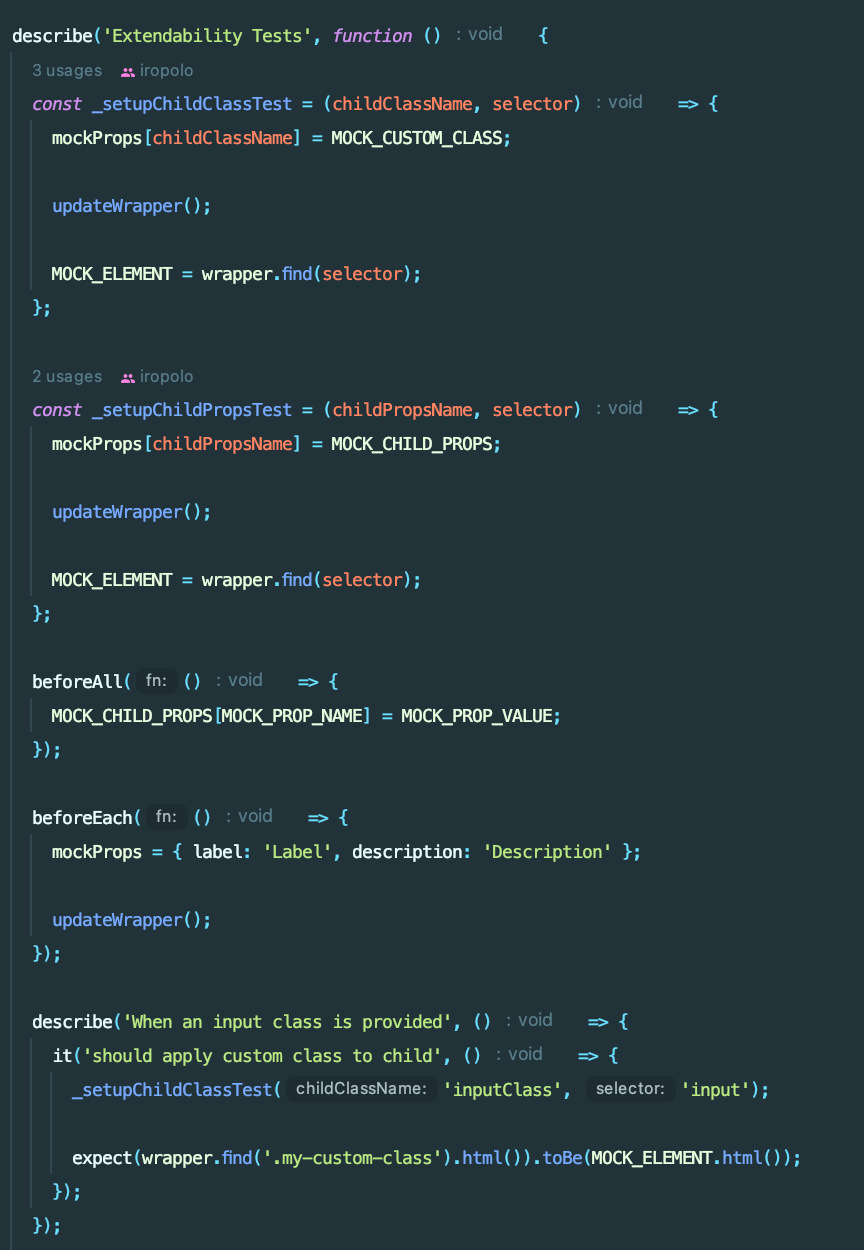 describe('Extendability Tests', function () : void {
3 usages iropolo
const _setupChildClassTest = (childClassName, selector) : void => {
mockProps[childClassName] = MOCK_CUSTOM_CLASS;
updateWrapper();
MOCK_ELEMENT = wrapper.find(selector);
};
2 usages iropolo
const _setupChildPropsTest = (childPropsName, selector) : void => {
mockProps[childPropsName] = MOCK_CHILD_PROPS;
updateWrapper();
MOCK_ELEMENT = wrapper.find(selector);
};
beforeAll( fn: () : void => {
MOCK_CHILD_PROPS[MOCK_PROP_NAME] = MOCK_PROP_VALUE;
});
beforeEach( fn: () : void => {
mockProps = { label: 'Label', description: 'Description' };
updateWrapper();
});
describe('When an input class is provided', () : void => {
it('should apply custom class to child', () : void => {
_setupChildClassTest( childClassName: 'inputClass', selector: 'input');
expect(wrapper.find('.my-custom-class').html()).toBe(MOCK_ELEMENT.html());
});
});